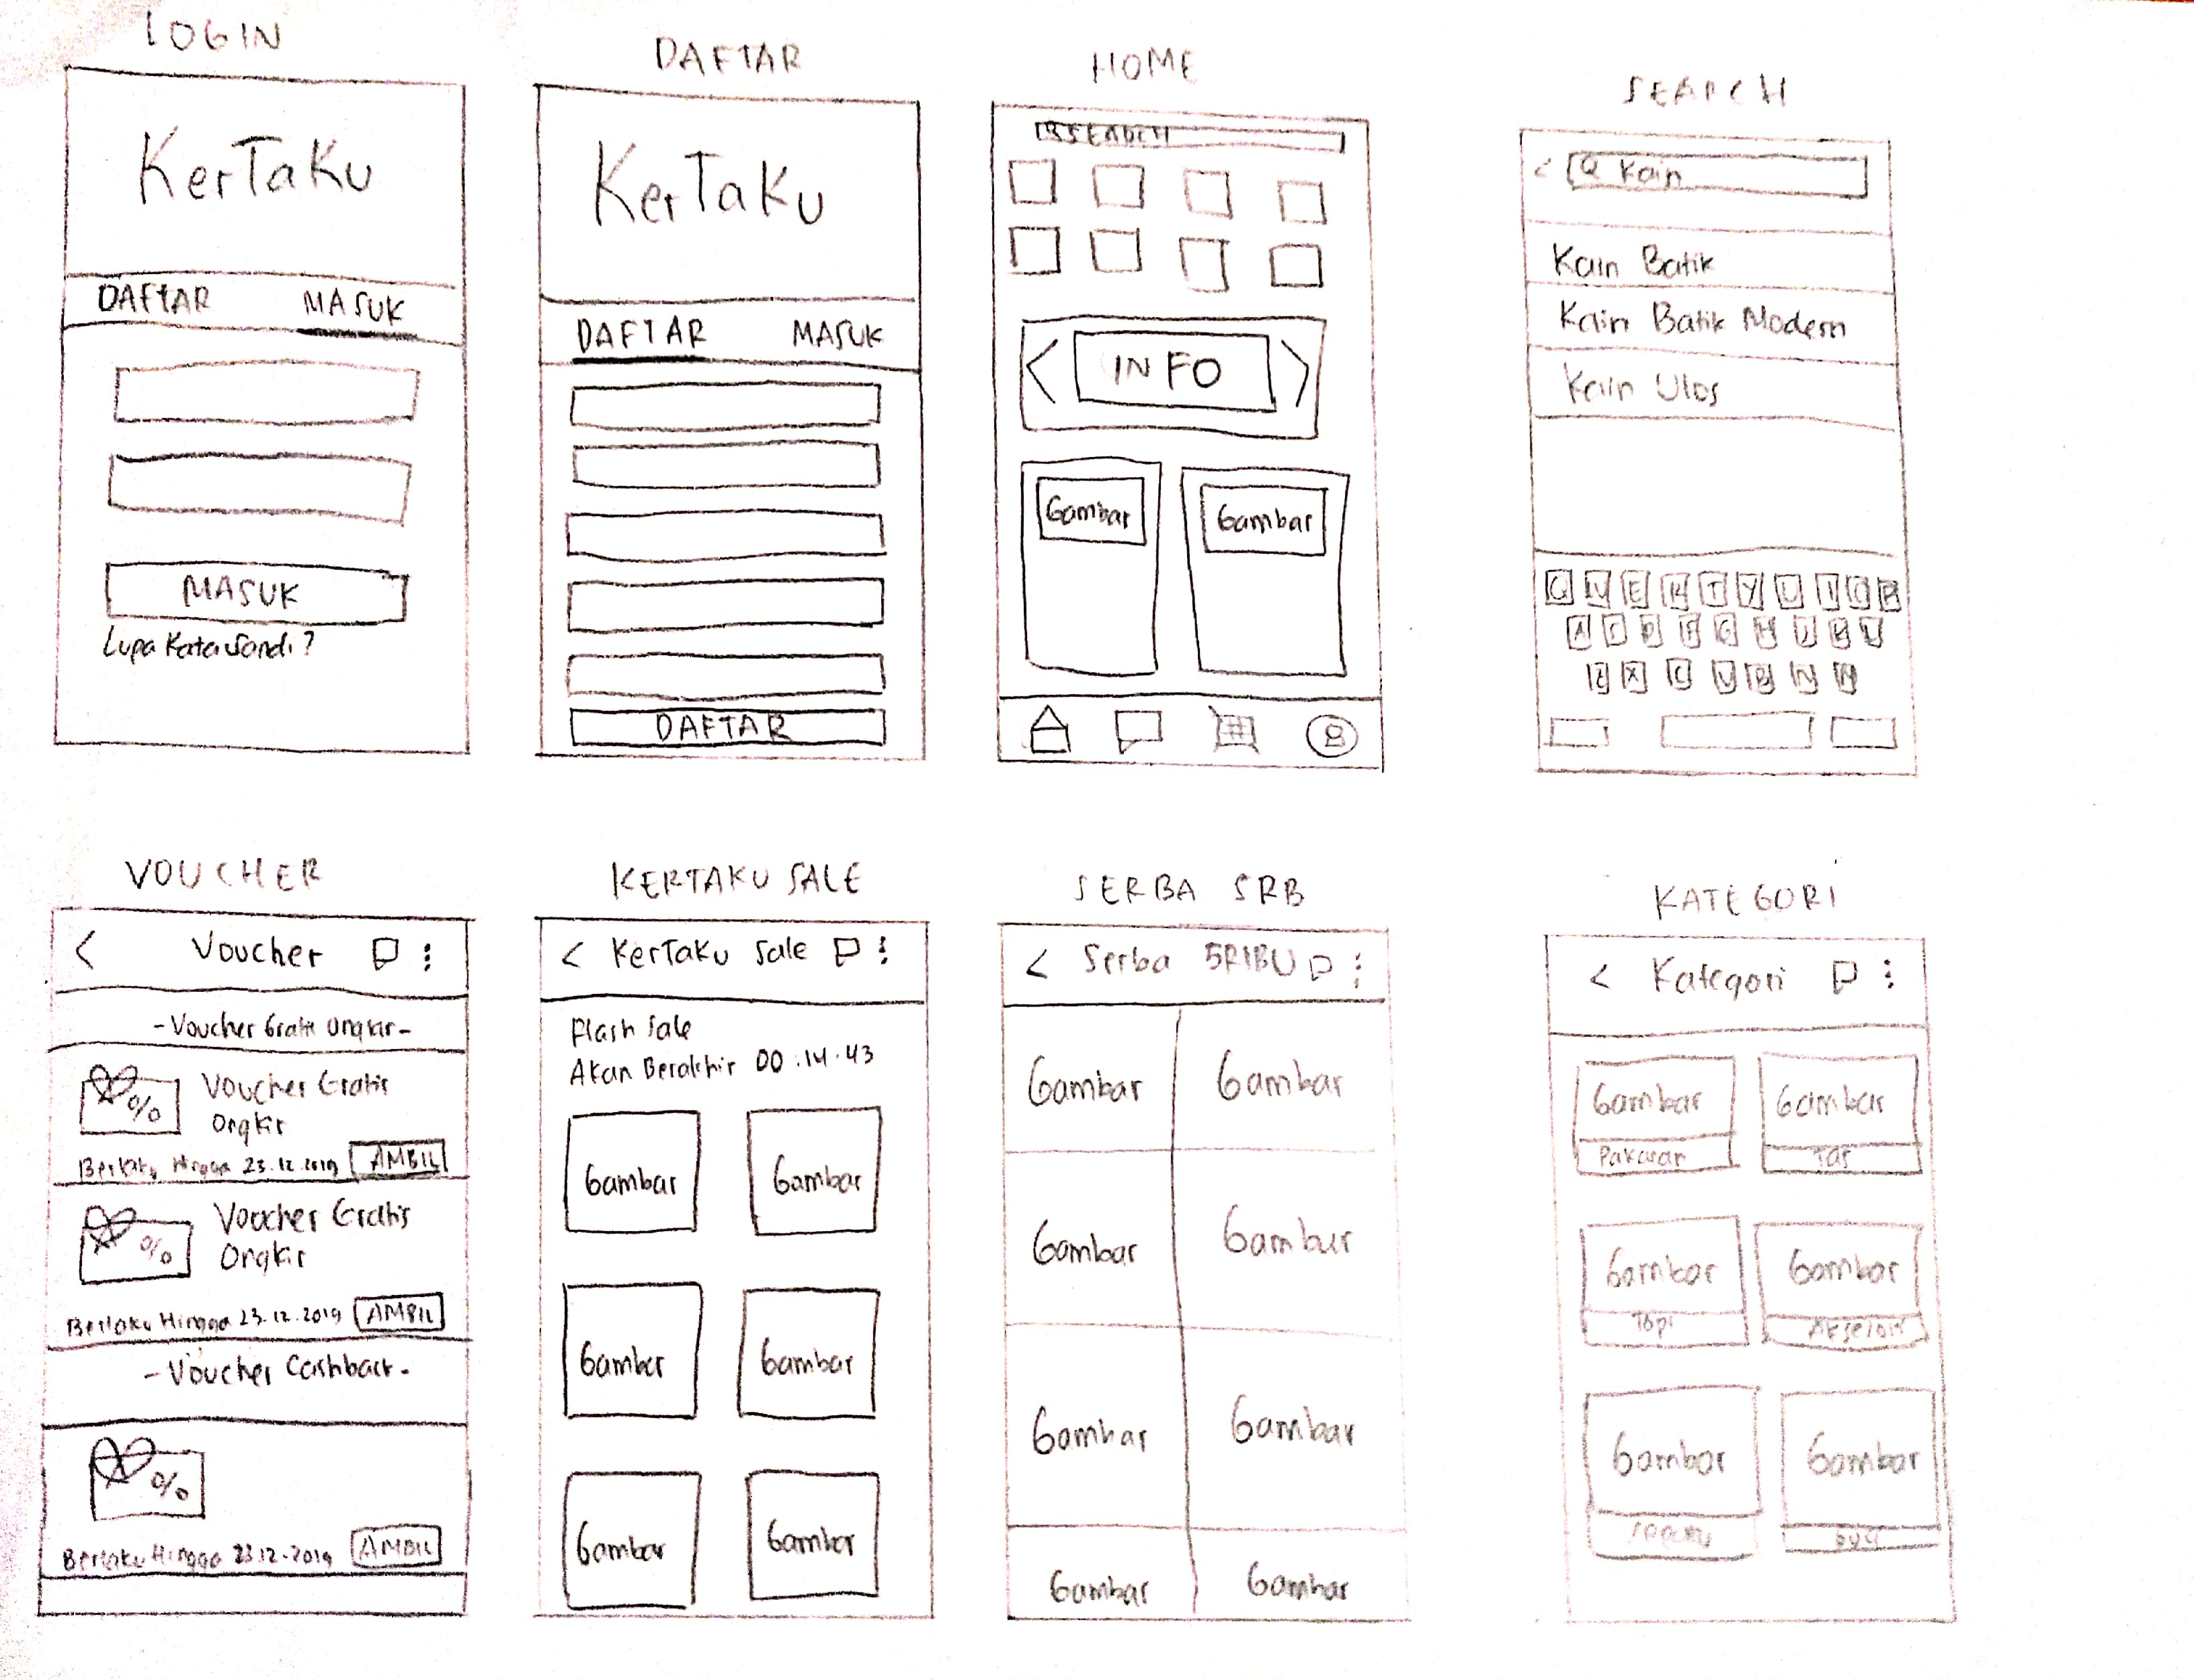 LOGIN
KerTaKu
DAFTAR MASUK
MASUK
Lupa Kata Sandi?
DAFTAR
KerTaKu
DAFTAR MASUK
DAFTAR
HOME
SEARCH
INFO
Gambar Gambar
SEARCH
Kain
Kain Batik
Kain Batik Modern
Kain Ulos
Q W E R T Y U I O P
A S D F G H J K L
Z X C V B N M
VOUCHER
< Voucher
- Voucher Gratis Ongkir -
% Voucher Gratis
Ongkir
Berlaku Hingga 23.12.2019 AMBIL
% Voucher Gratis
Ongkir
Berlaku Hingga 23.12.2019 AMBIL
- Voucher Cashback -
%
Berlaku Hingga 23.12.2019 AMBIL
KERTAKU SALE
< KerTaKu Sale
Flash Sale
Akan Berakhir 00.14.43
Gambar Gambar
Gambar Gambar
Gambar Gambar
SERBA 5RB
< Serba 5RIBU
Gambar Gambar
Gambar Gambar
Gambar Gambar
Gambar Gambar
KATEGORI
< Kategori
Gambar Gambar
Pakaian Tas
Gambar Gambar
Topi Aksesoris
Gambar Gambar